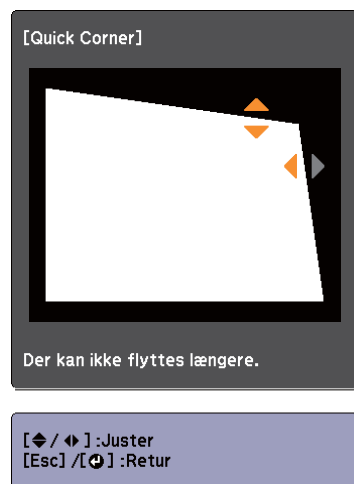 [Quick Corner]
Der kan ikke flyttes længere.
[◆/◆] :Juster
[Esc] /[↵] :Retur